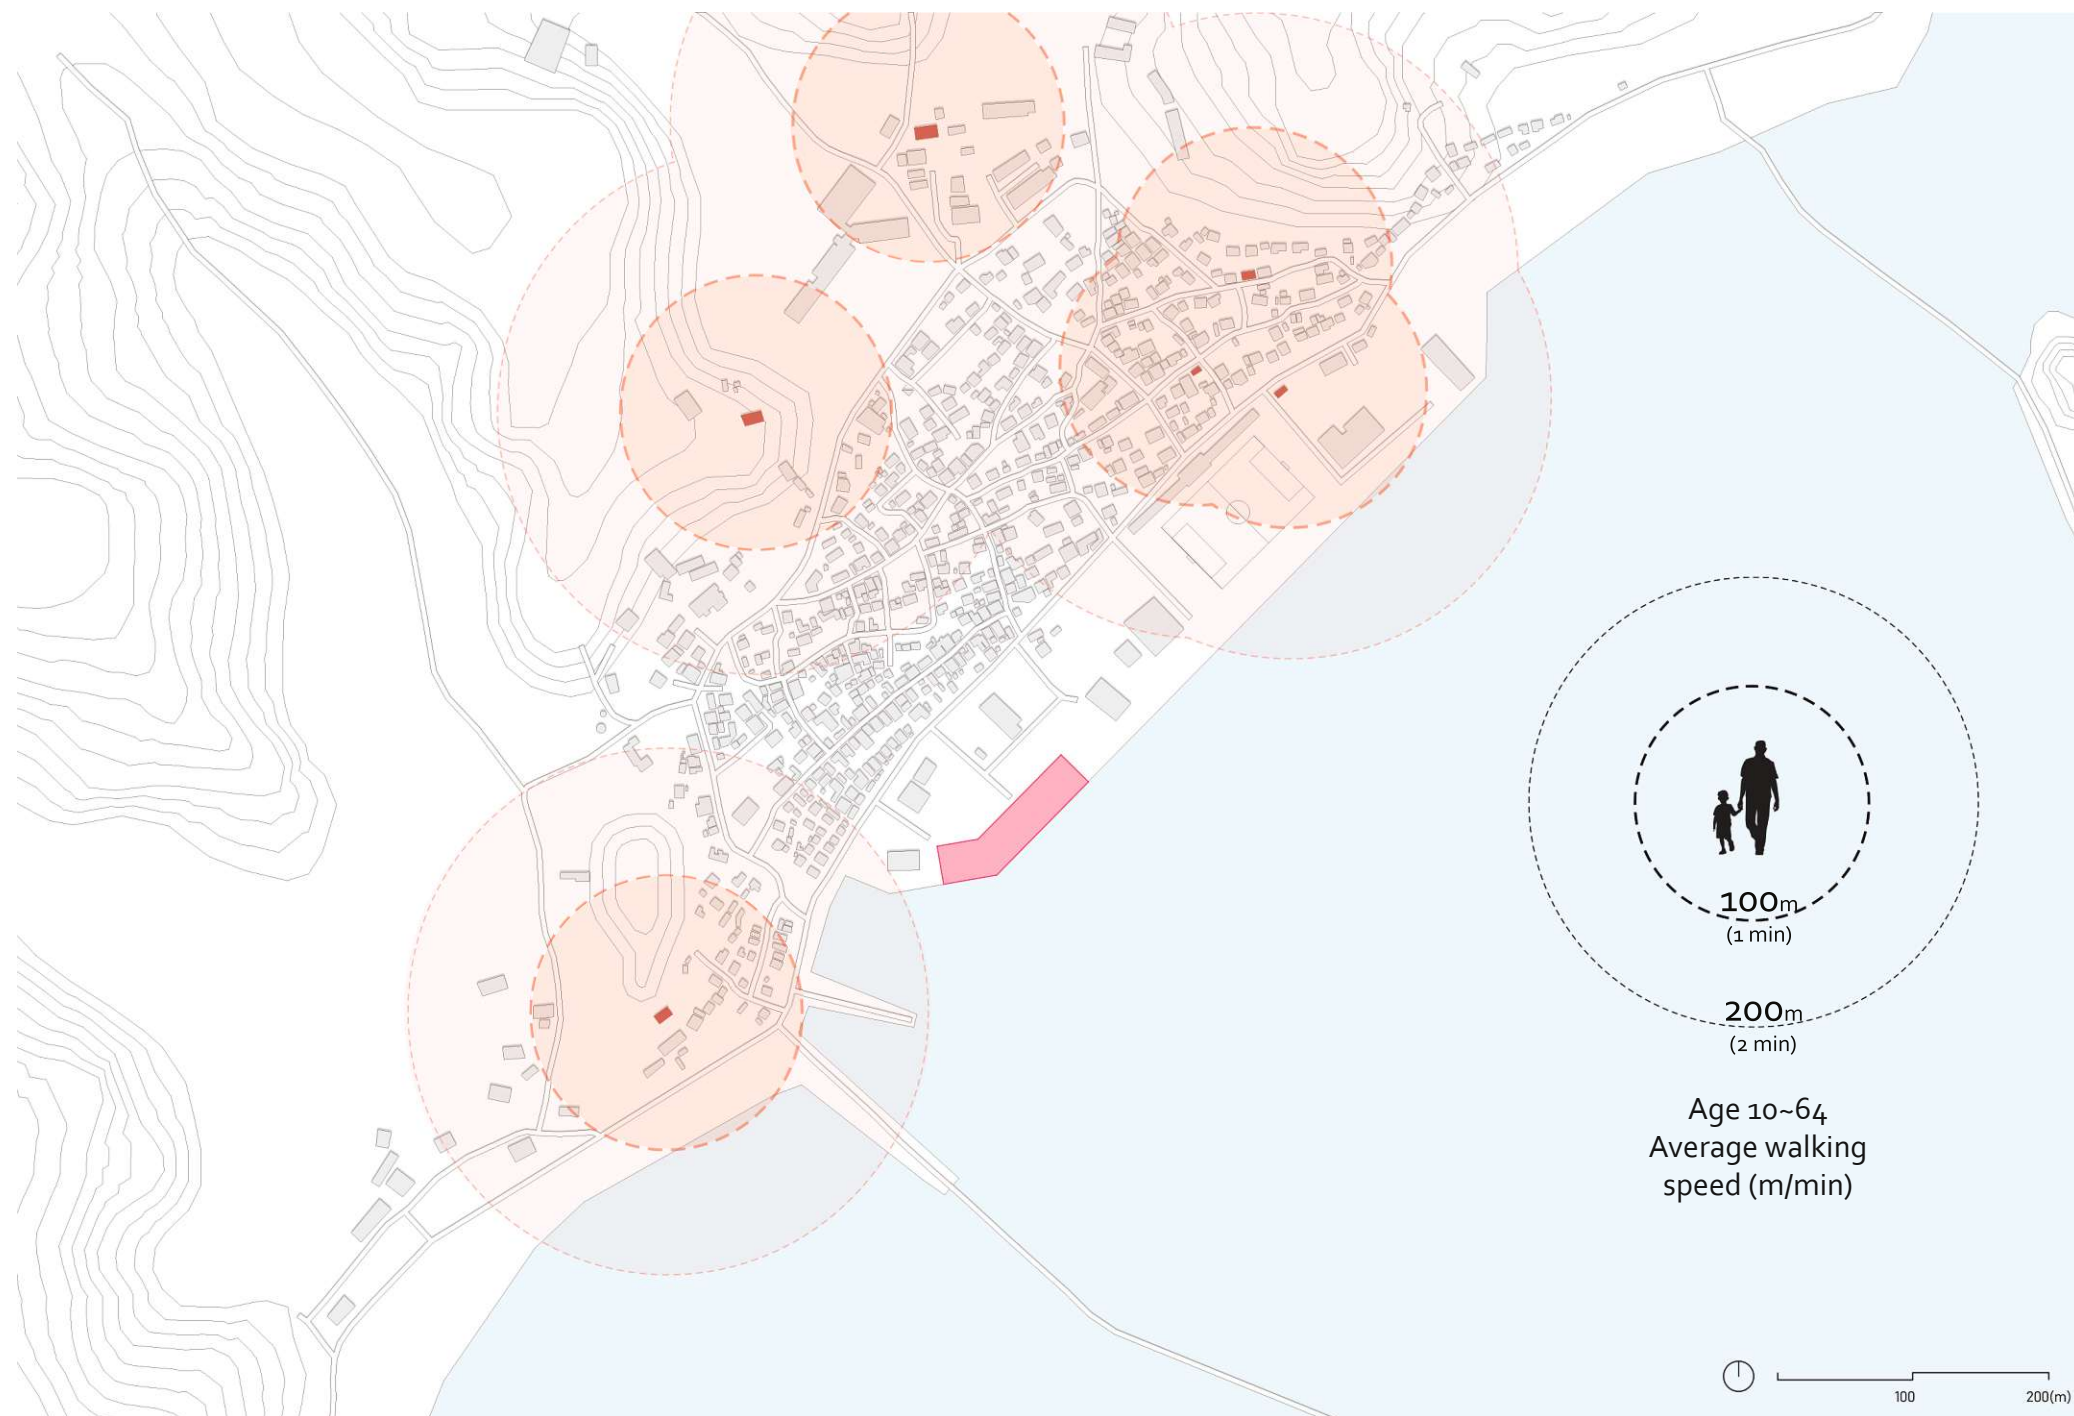 100m
(1 min)
200m
(2 min)
Age 10~64
Average walking
speed (m/min)
100
200(m)